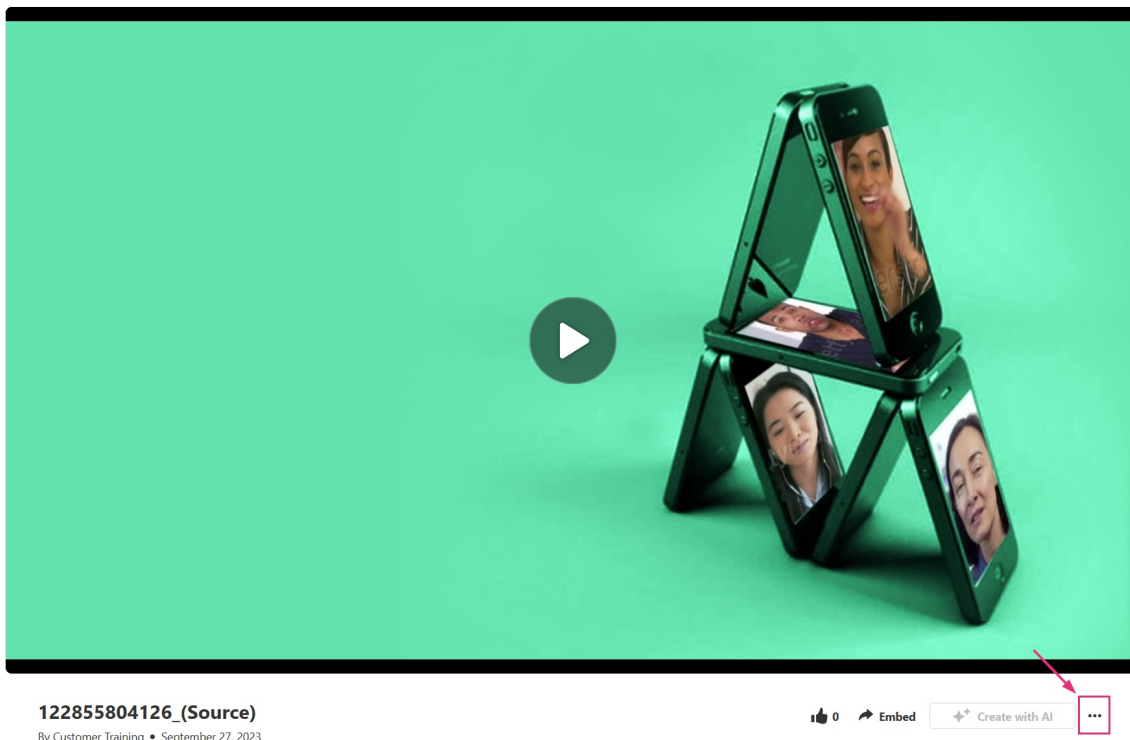 122855804126_(Source)
0 Embed Create with AI
By Customer Training • September 27, 2023